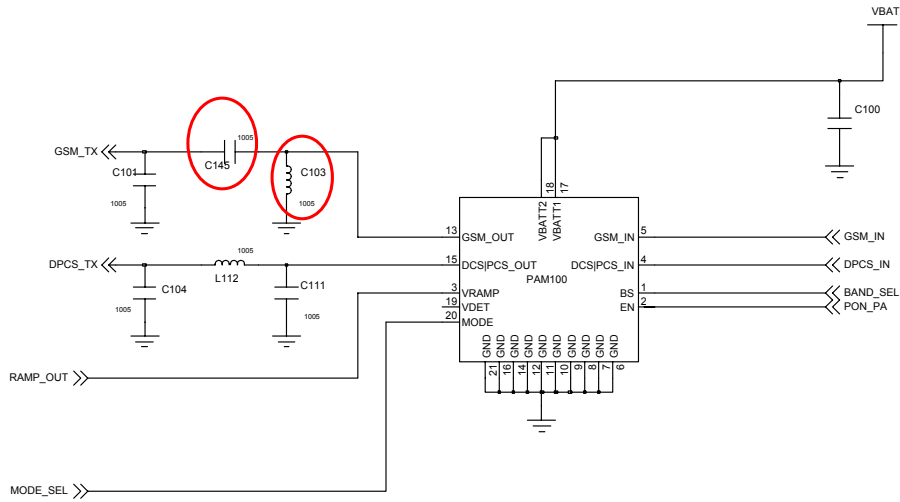 VBAT
C100
1005
GSM_TX
C145
C101
C103
1005
1005
18
17
VBATT2
VBATT1
13
GSM_OUT
GSM_IN
5
GSM_IN
1005
DPCS_TX
15
DCS|PCS_OUT
DCS|PCS_IN
4
DPCS_IN
L112
PAM100
C104
C111
3
VRAMP
BS
1
BAND_SEL
19
VDET
EN
2
PON_PA
1005
1005
20
MODE
GND GND GND GND GND GND GND GND GND GND GND
21 16 14 12 11 10 9 8 7 6
RAMP_OUT
MODE_SEL